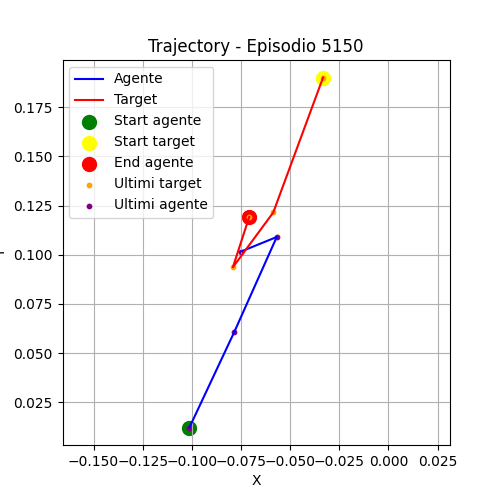 Trajectory - Episodio 5150
Agente
Target
Start agente
Start target
End agente
Ultimi target
Ultimi agente
0.175
0.150
0.125
0.100
0.075
0.050
0.025
−0.150 −0.125 −0.100 −0.075 −0.050 −0.025 0.000 0.025
X